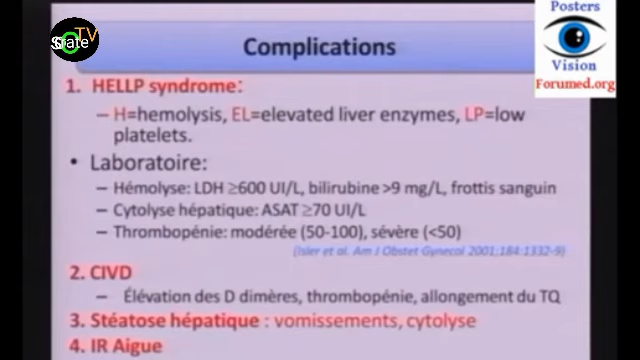 TV
SO
Diate
Posters
Vision
Forumed.org
Complications
1. HELLP syndrome:
– H=hemolysis, EL=elevated liver enzymes, LP=low
platelets.
• Laboratoire:
– Hémolyse: LDH ≥600 UI/L, bilirubine >9 mg/L, frottis sanguin
– Cytolyse hépatique: ASAT ≥70 UI/L
– Thrombopénie: modérée (50-100), sévère (<50)
(Isler et al. Am J Obstet Gynecol 2001;184:1332-9)
2. CIVD
– Élévation des D dimères, thrombopénie, allongement du TQ
3. Stéatose hépatique : vomissements, cytolyse
4. IR Aigue